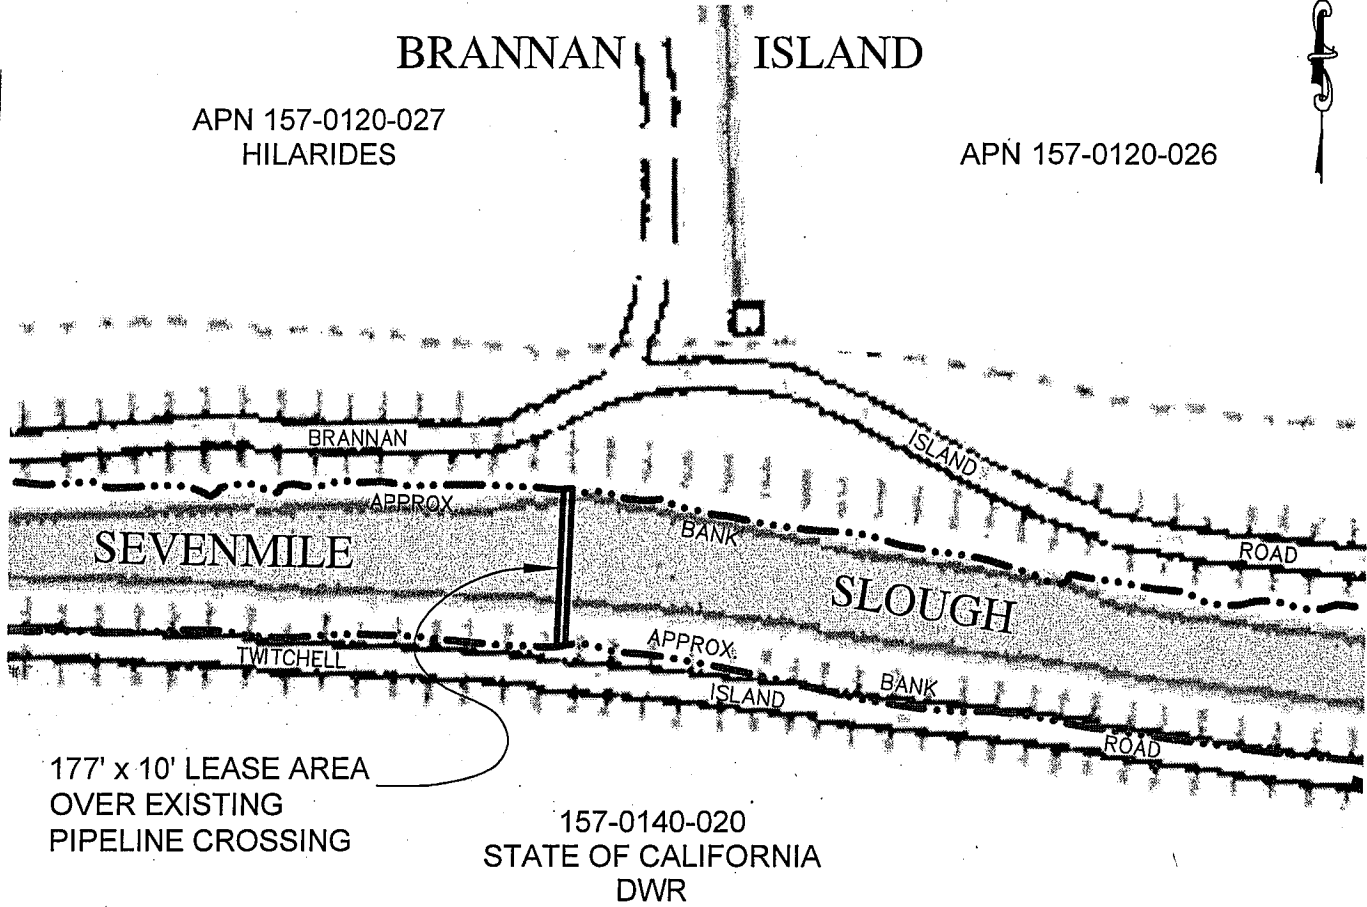 BRANNAN ISLAND
APN 157-0120-027
HILARIDES
APN 157-0120-026
BRANNAN ISLAND ROAD
APPROX. BANK
SEVENMILE SLOUGH
APPROX. BANK
TWITCHELL ISLAND ROAD
177' x 10' LEASE AREA
OVER EXISTING
PIPELINE CROSSING
157-0140-020
STATE OF CALIFORNIA
DWR